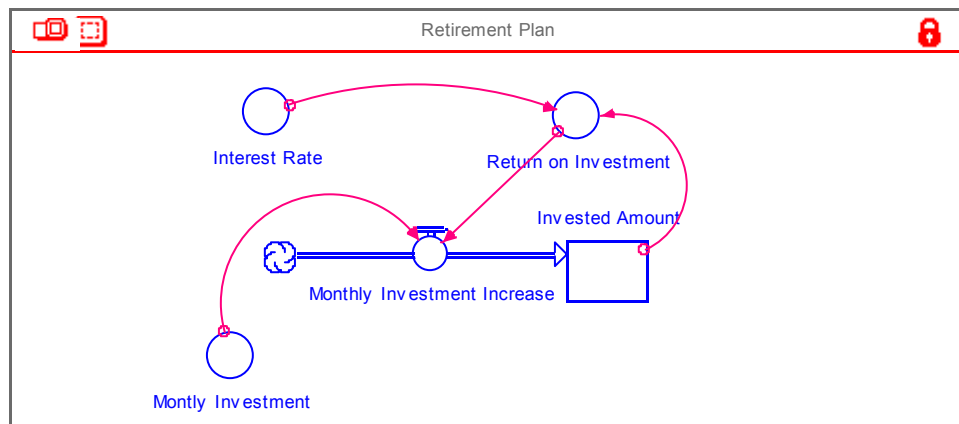 Retirement Plan
Interest Rate
Return on Investment
Invested Amount
Monthly Investment Increase
Montly Investment